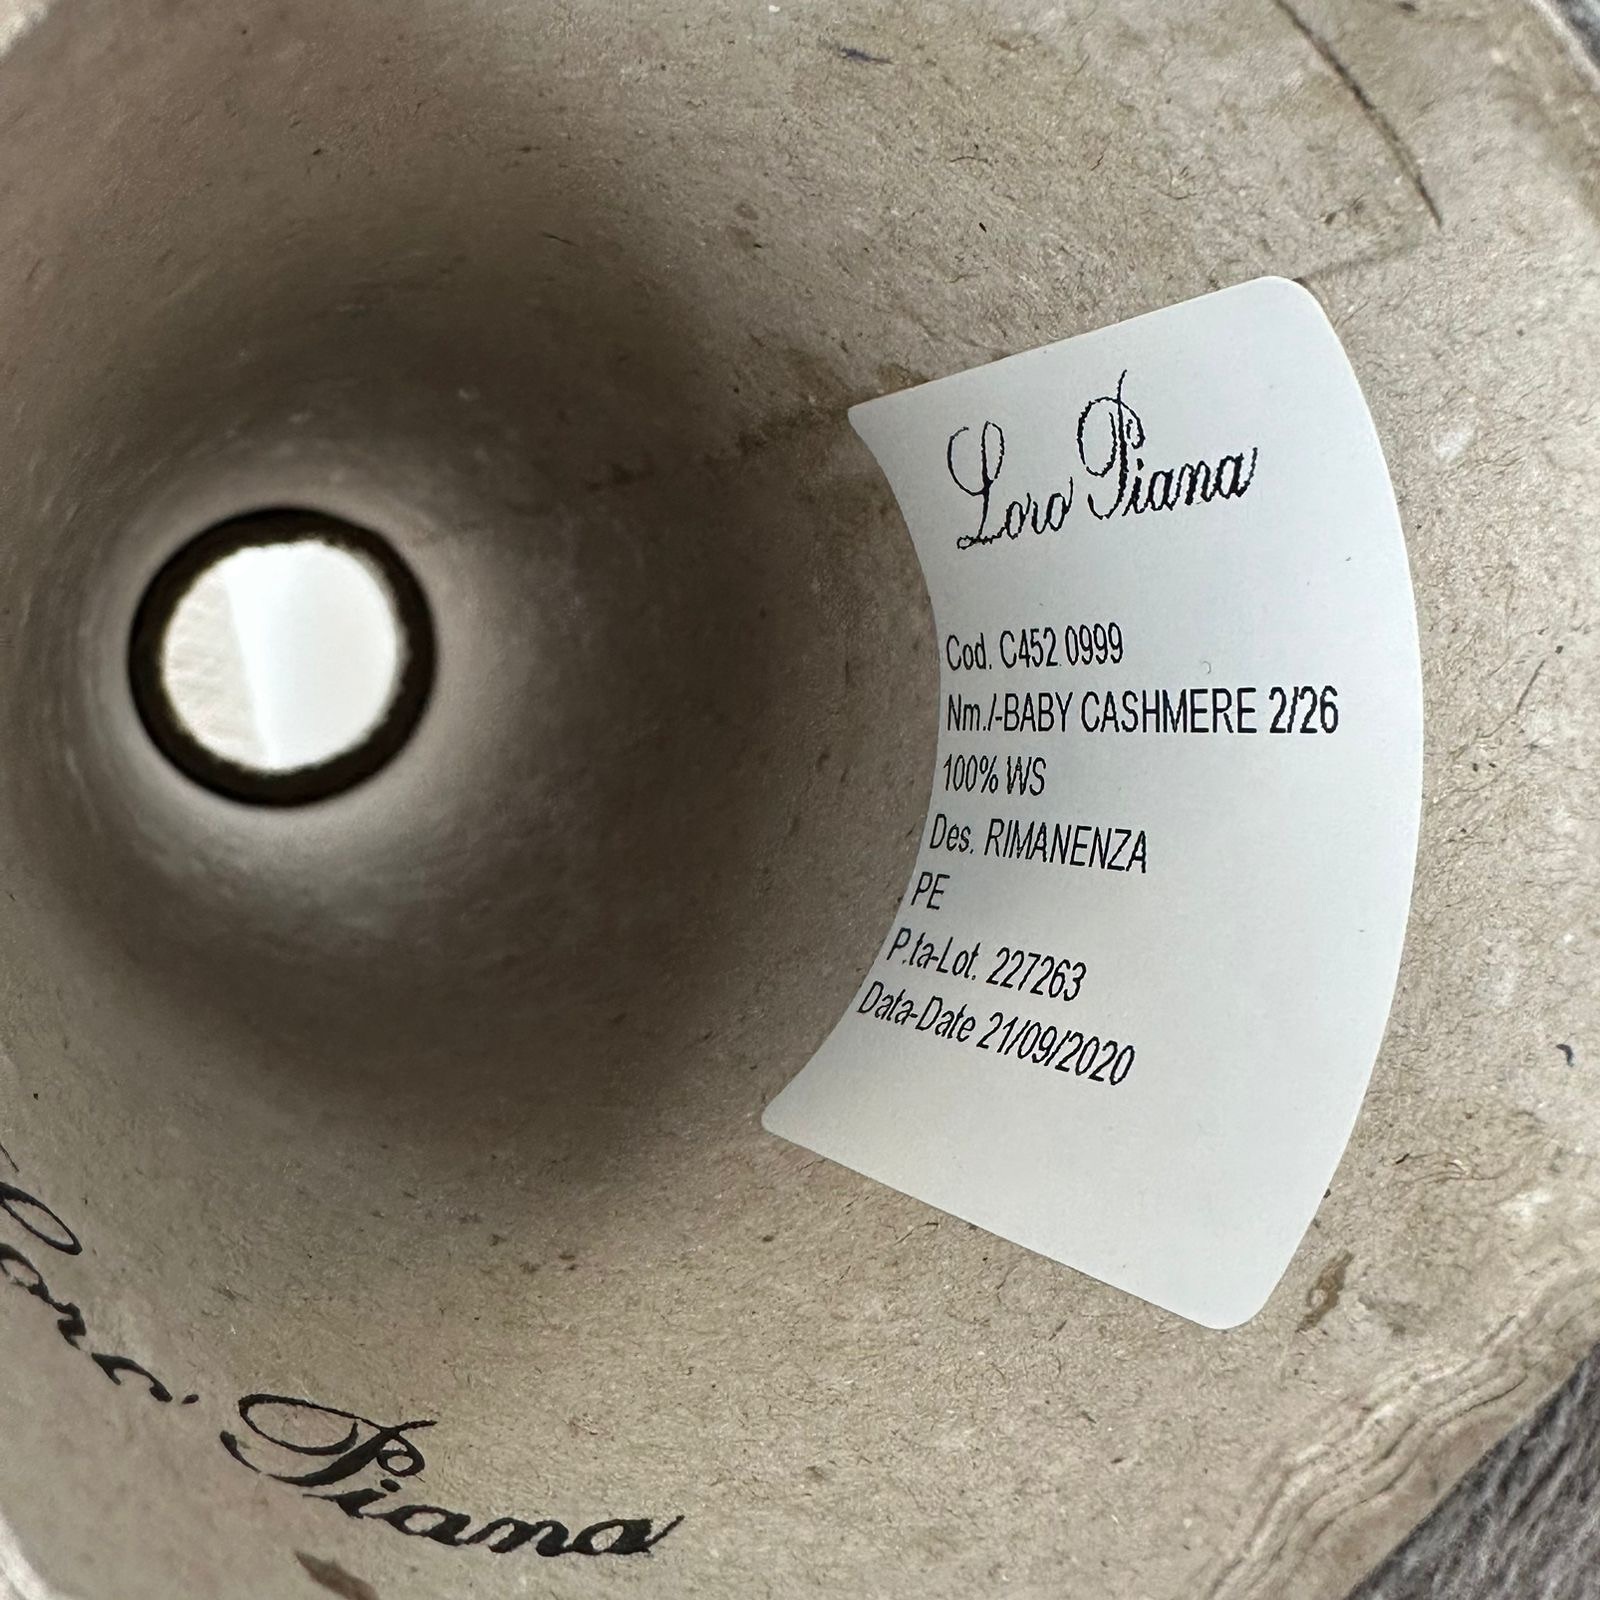 Loro Piana
Cod. C452 0999
Nm./-BABY CASHMERE 2/26
100% WS
Des. RIMANENZA
PE
P.ta-Lot. 227263
Data-Date 21/09/2020
Loro Piana